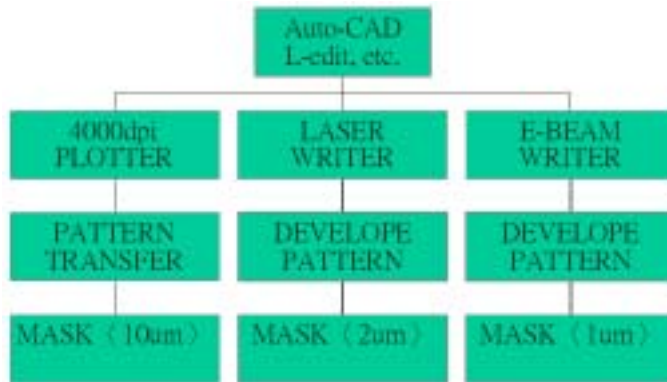 Auto-CAD
L-edit, etc.
4000dpi
PLOTTER
LASER
WRITER
E-BEAM
WRITER
PATTERN
TRANSFER
DEVELOPE
PATTERN
DEVELOPE
PATTERN
MASK〈10um〉
MASK〈2um〉
MASK〈1um〉